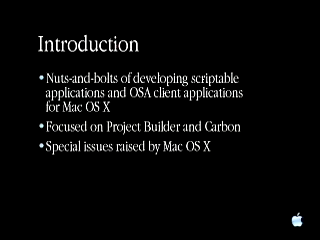 Introduction
•Nuts-and-bolts of developing scriptable
applications and OSA client applications
for Mac OS X
•Focused on Project Builder and Carbon
•Special issues raised by Mac OS X